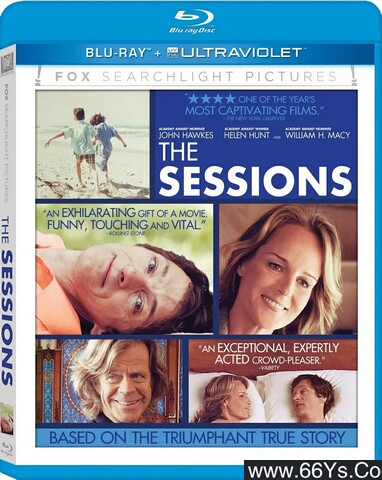 Blu-ray Disc
BLU-RAY + ULTRAVIOLET
FOX SEARCHLIGHT PICTURES
"★★★★ ONE OF THE YEAR'S
MOST CAPTIVATING FILMS."
-THE NEW YORK OBSERVER
ACADEMY AWARD NOMINEE
JOHN HAWKES
ACADEMY AWARD WINNER
HELEN HUNT
AND
ACADEMY AWARD NOMINEE
WILLIAM H. MACY
THE
SESSIONS
"AN EXHILARATING GIFT OF A MOVIE.
FUNNY, TOUCHING AND VITAL."
-ROLLING STONE
"AN EXCEPTIONAL, EXPERTLY
ACTED CROWD-PLEASER."
-VARIETY
BASED ON THE TRIUMPHANT TRUE STORY
FOX SEARCHLIGHT PICTURES
THE SESSIONS
www.66Ys.Co